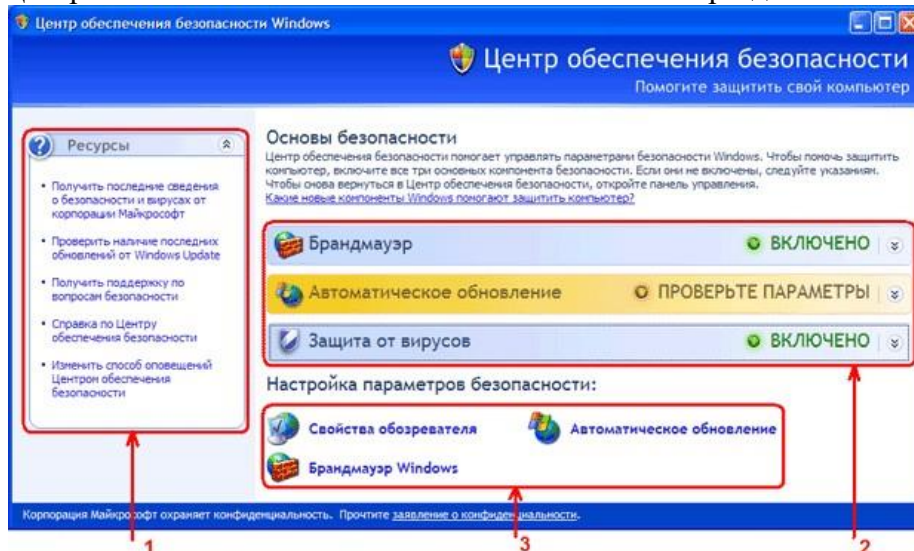 Центр обеспечения безопасности Windows
Центр обеспечения безопасности
Помогите защитить свой компьютер
Ресурсы
• Получить последние сведения
о безопасности и вирусах от
корпорации Майкрософт
• Проверить наличие последних
обновлений от Windows Update
• Получить поддержку по
вопросам безопасности
• Справка по Центру
обеспечения безопасности
• Изменить способ оповещений
Центром обеспечения
безопасности
Основы безопасности
Центр обеспечения безопасности помогает управлять параметрами безопасности Windows. Чтобы помочь защитить
компьютер, включите все три основных компонента безопасности. Если они не включены, следуйте указаниям.
Чтобы снова вернуться в Центр обеспечения безопасности, откройте панель управления.
Какие новые компоненты Windows помогают защитить компьютер?
Брандмауэр ВКЛЮЧЕНО
Автоматическое обновление ПРОВЕРЬТЕ ПАРАМЕТРЫ
Защита от вирусов ВКЛЮЧЕНО
Настройка параметров безопасности:
Свойства обозревателя Автоматическое обновление
Брандмауэр Windows
Корпорация Майкрософт охраняет конфиденциальность. Прочтите заявление о конфиденциальности.
1 3 2